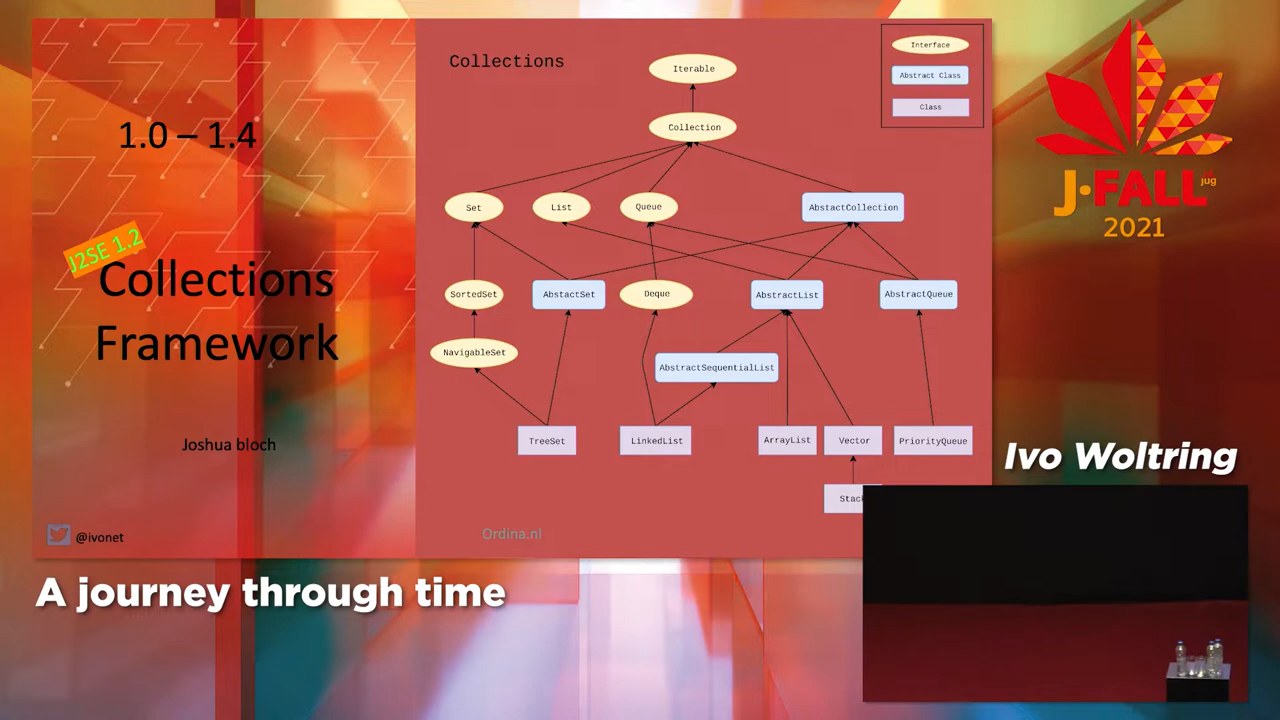 1.0 – 1.4
J2SE 1.2
Collections
Framework
Joshua bloch
@ivonet
Collections
Iterable
Collection
Set
List
Queue
AbstactCollection
SortedSet
AbstactSet
Deque
AbstractList
AbstractQueue
NavigableSet
AbstractSequentialList
TreeSet
LinkedList
ArrayList
Vector
PriorityQueue
Stac
Ordina.nl
Interface
Abstract Class
Class
J·FALL
jug
2021
Ivo Woltring
A journey through time